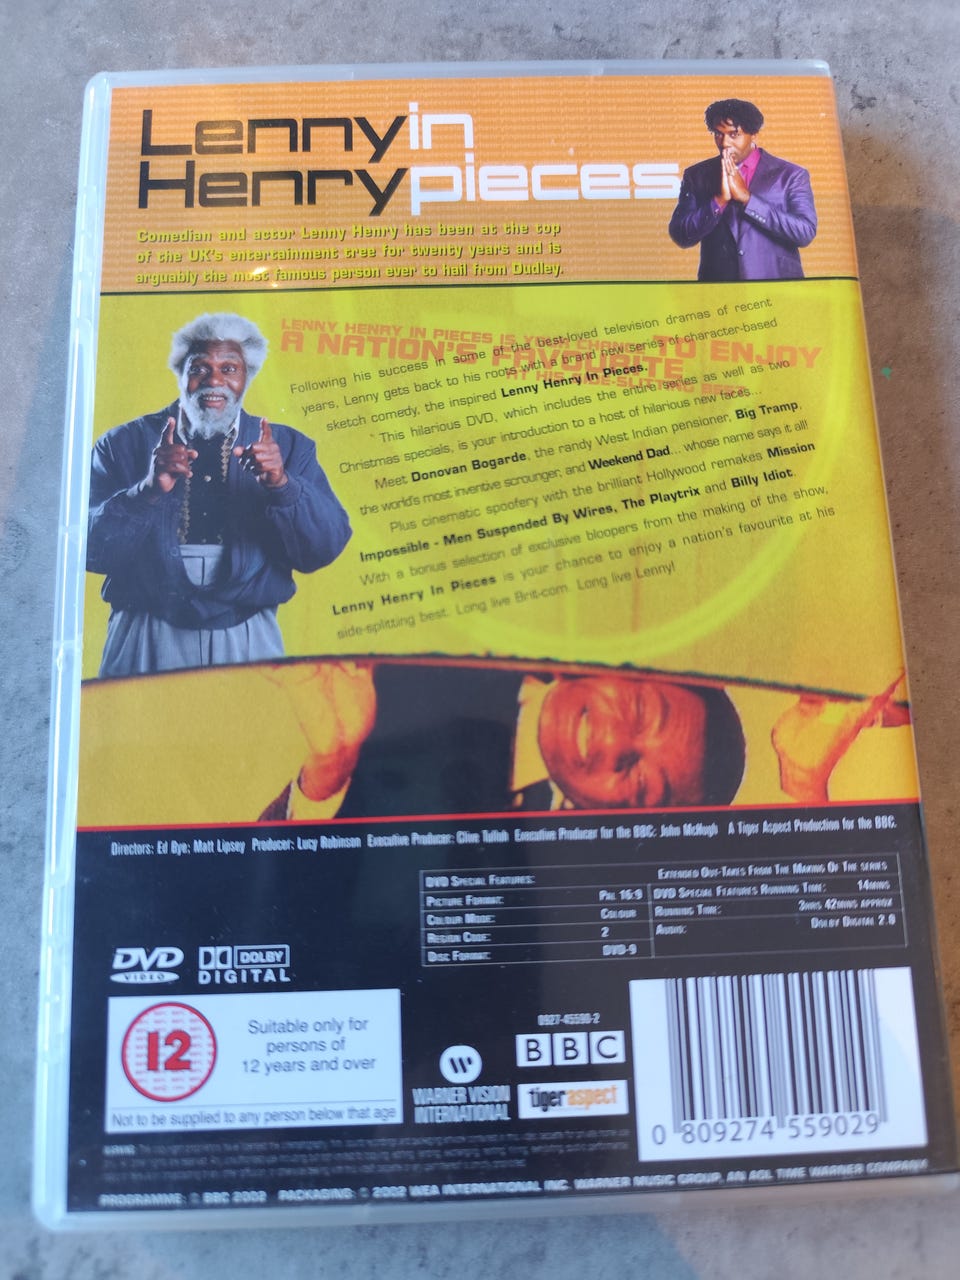 Lenny in
Henry pieces
Comedian and actor Lenny Henry has been at the top
of the UK's entertainment tree for twenty years and is
arguably the most famous person ever to hail from Dudley.
LENNY HENRY IN PIECES IS YOUR CHANCE TO ENJOY
A NATION'S FAVOURITE
AT HIS SIDE-SLITTING BEST
Following his success in some of the best-loved television dramas of recent
years, Lenny gets back to his roots with a brand new series of character-based
sketch comedy, the inspired Lenny Henry In Pieces.
This hilarious DVD, which includes the entire series as well as two
Christmas specials, is your introduction to a host of hilarious new faces...
Meet Donovan Bogarde, the randy West Indian pensioner, Big Tramp,
the world's most inventive scrounger, and Weekend Dad... whose name says it all!
Plus cinematic spoofery with the brilliant Hollywood remakes Mission
Impossible - Men Suspended By Wires, The Playtrix and Billy Idiot.
With a bonus selection of exclusive bloopers from the making of the show,
Lenny Henry In Pieces is your chance to enjoy a nation's favourite at his
side-splitting best. Long live Brit-com. Long live Lenny!
Directors: Ed Bye; Matt Lipsey Producer: Lucy Robinson Executive Producer: Clive Tulloh Executive Producer for the BBC: John McHugh A Tiger Aspect Production for the BBC.
DVD Special Features: Extended Out-Takes From The Making Of The series
Picture Format: Pal 16:9 DVD Special Features Running Time: 14mins
Colour Mode: Colour Running Time: 3hrs 42mins approx
Region Code: 2 Audio: Dolby Digital 2.0
Disc Format: DVD-9
DVD VIDEO
DOLBY DIGITAL
12
Suitable only for
persons of
12 years and over
Not to be supplied to any person below that age
0927-45590-2
WARNER VISION
INTERNATIONAL
BBC
tigeraspect
0 809274 559029
PROGRAMME: © BBC 2002 PACKAGING: © 2002 WEA INTERNATIONAL INC. WARNER MUSIC GROUP, AN AOL TIME WARNER COMPANY